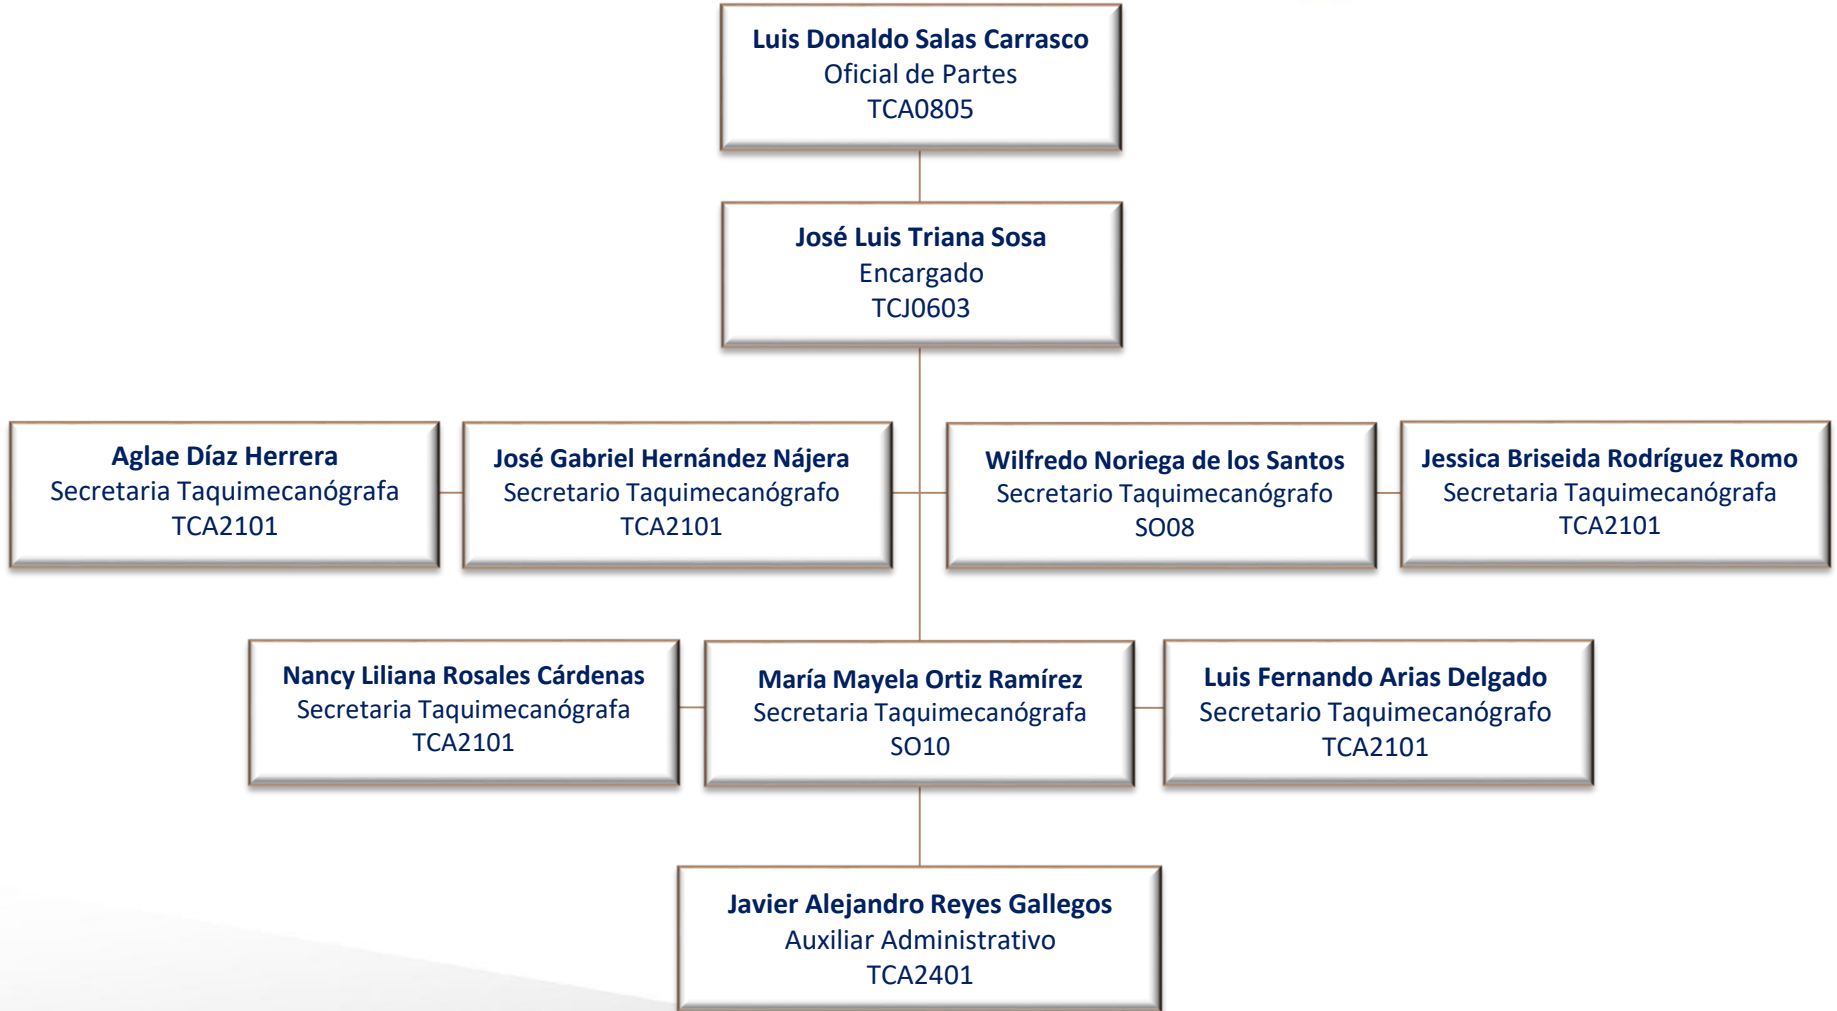 Luis Donaldo Salas Carrasco
Oficial de Partes
TCA0805
José Luis Triana Sosa
Encargado
TCJ0603
Aglae Díaz Herrera
Secretaria Taquimecanógrafa
TCA2101
José Gabriel Hernández Nájera
Secretario Taquimecanógrafo
TCA2101
Wilfredo Noriega de los Santos
Secretario Taquimecanógrafo
SO08
Jessica Briseida Rodríguez Romo
Secretaria Taquimecanógrafa
TCA2101
Nancy Liliana Rosales Cárdenas
Secretaria Taquimecanógrafa
TCA2101
María Mayela Ortiz Ramírez
Secretaria Taquimecanógrafa
SO10
Luis Fernando Arias Delgado
Secretario Taquimecanógrafo
TCA2101
Javier Alejandro Reyes Gallegos
Auxiliar Administrativo
TCA2401